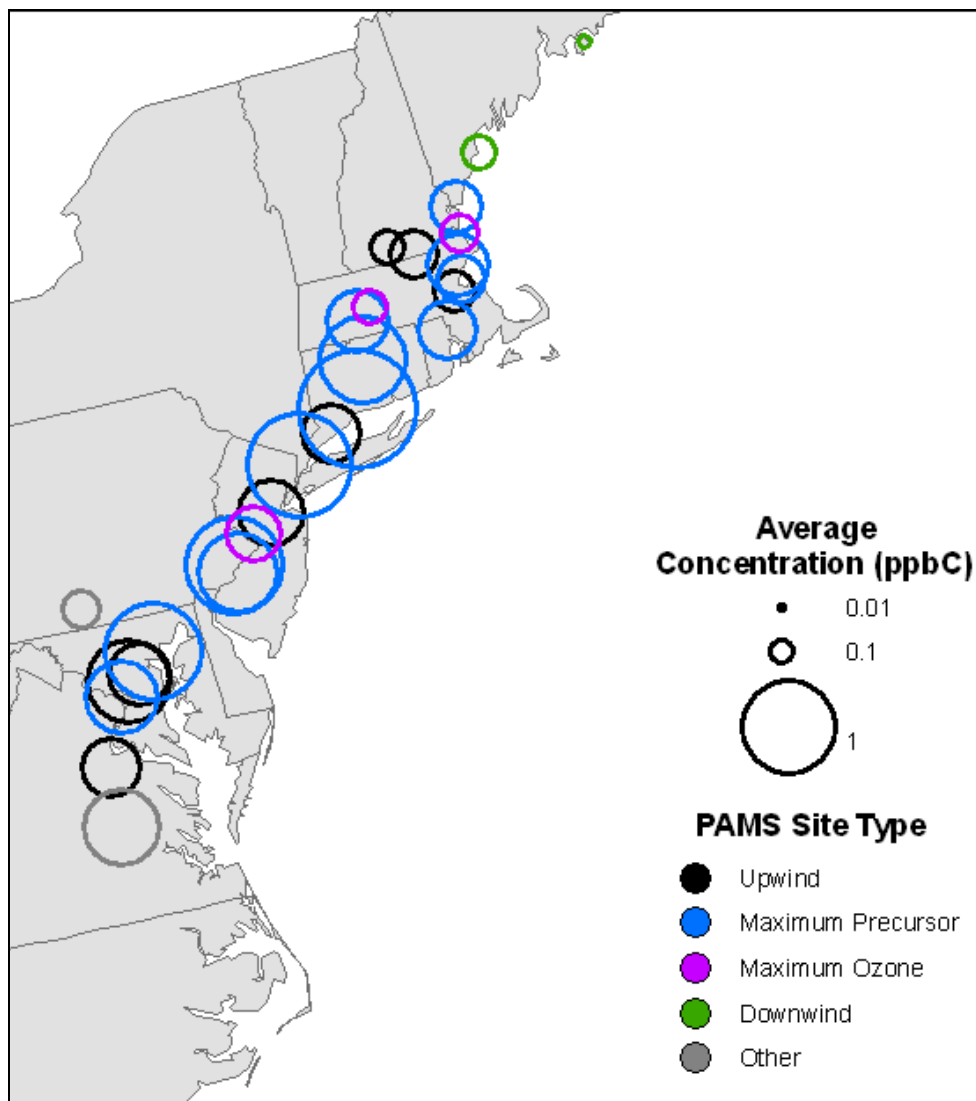 Average
Concentration (ppbC)
0.01
0.1
1
PAMS Site Type
Upwind
Maximum Precursor
Maximum Ozone
Downwind
Other